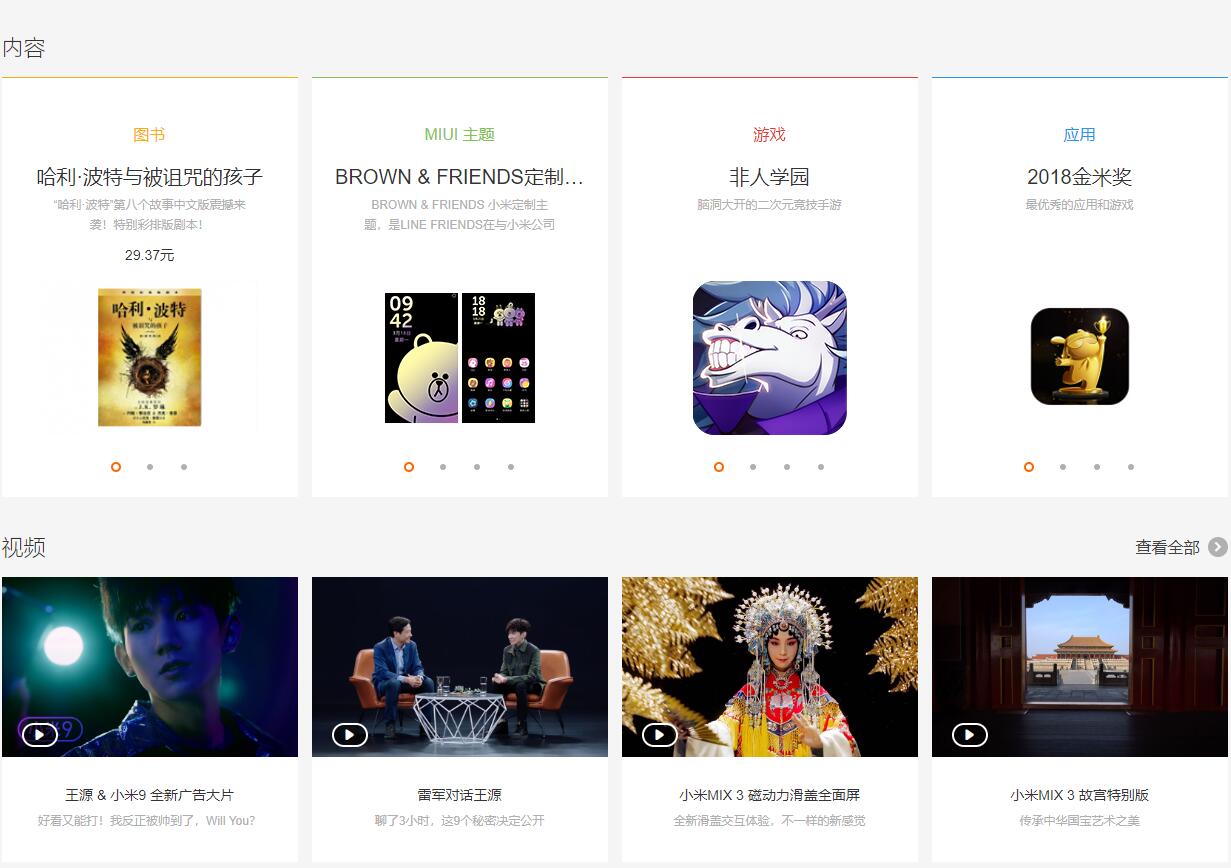 内容
图书
哈利·波特与被诅咒的孩子
“哈利·波特”第八个故事中文版震撼来
袭！特别彩排版剧本！
29.37元
哈利·波特
被诅咒的孩子
MIUI 主题
BROWN & FRIENDS定制…
BROWN & FRIENDS 小米定制主
题，是LINE FRIENDS在与小米公司
09
42
18
18
游戏
非人学园
脑洞大开的二次元竞技手游
应用
2018金米奖
最优秀的应用和游戏
视频
查看全部
王源 & 小米9 全新广告大片
好看又能打！我反正被帅到了，Will You?
雷军对话王源
聊了3小时，这9个秘密决定公开
小米MIX 3 磁动力滑盖全面屏
全新滑盖交互体验，不一样的新感觉
小米MIX 3 故宫特别版
传承中华国宝艺术之美